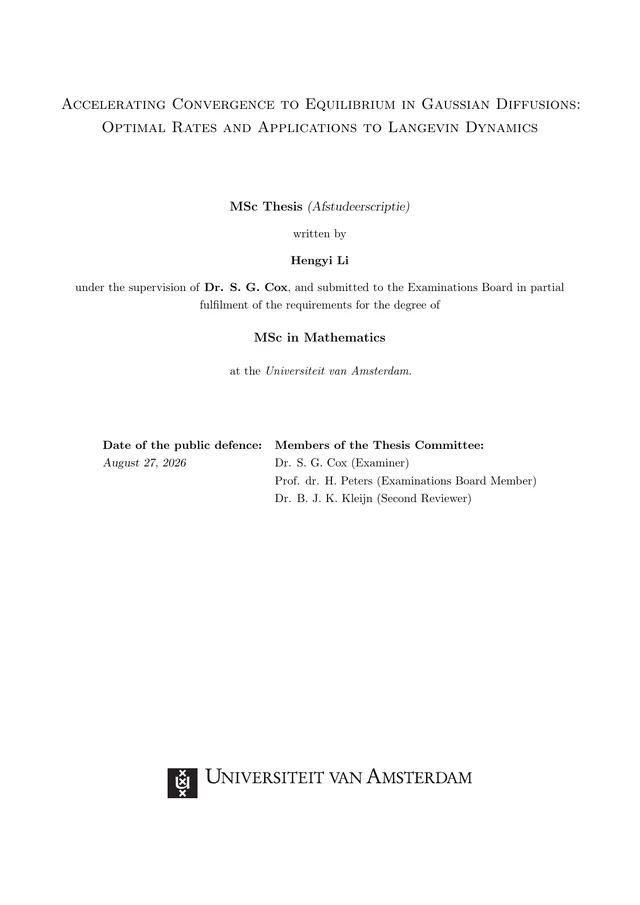 Accelerating Convergence to Equilibrium in Gaussian Diffusions:
Optimal Rates and Applications to Langevin Dynamics
MSc Thesis (Afstudeerscriptie)
written by
Hengyi Li
under the supervision of Dr. S. G. Cox, and submitted to the Examinations Board in partial
fulfilment of the requirements for the degree of
MSc in Mathematics
at the Universiteit van Amsterdam.
Date of the public defence:
August 27, 2026
Members of the Thesis Committee:
Dr. S. G. Cox (Examiner)
Prof. dr. H. Peters (Examinations Board Member)
Dr. B. J. K. Kleijn (Second Reviewer)
Universiteit van Amsterdam